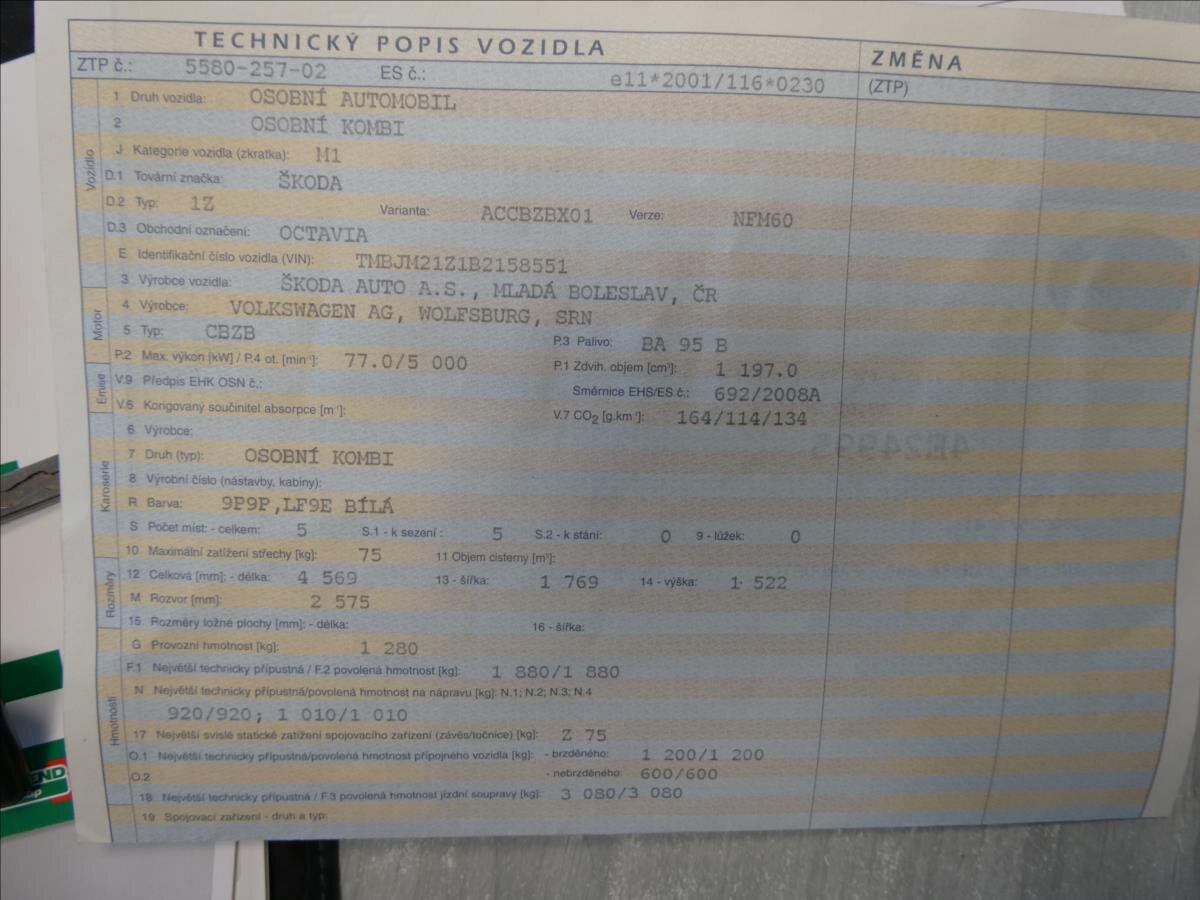 TECHNICKÝ POPIS VOZIDLA
ZMĚNA
ZTP č.: 5580-257-02 ES č.: e11*2001/116*0230 (ZTP)
1 Druh vozidla: OSOBNÍ AUTOMOBIL
2 OSOBNÍ KOMBI
J Kategorie vozidla (zkratka): M1
Vozidlo
D.1 Tovární značka: ŠKODA
D.2 Typ: 1Z Varianta: ACCBZBX01 Verze: NFM60
D.3 Obchodní označení: OCTAVIA
E Identifikační číslo vozidla (VIN): TMBJM21Z1B2158551
3 Výrobce vozidla: ŠKODA AUTO A.S., MLADÁ BOLESLAV, ČR
Motor
4 Výrobce: VOLKSWAGEN AG, WOLFSBURG, SRN
5 Typ: CBZB P.3 Palivo: BA 95 B
P.2 Max. výkon [kW] / P.4 ot. [min⁻¹]: 77.0/5 000 P.1 Zdvih. objem [cm³]: 1 197.0
Emise
V.9 Předpis EHK OSN č.: Směrnice EHS/ES č.: 692/2008A
V.6 Korigovaný součinitel absorpce [m⁻¹]: V.7 CO₂ [g.km⁻¹]: 164/114/134
6 Výrobce:
Karoserie
7 Druh (typ): OSOBNÍ KOMBI
8 Výrobní číslo (nástavby, kabiny):
R Barva: 9P9P,LF9E BÍLÁ
S Počet míst: - celkem: 5 S.1 - k sezení: 5 S.2 - k stání: 0 9 - lůžek: 0
10 Maximální zatížení střechy [kg]: 75 11 Objem cisterny [m³]:
Rozměry
12 Celková [mm]: - délka: 4 569 13 - šířka: 1 769 14 - výška: 1 522
M Rozvor [mm]: 2 575
15 Rozměry ložné plochy [mm]: - délka: 16 - šířka:
G Provozní hmotnost [kg]: 1 280
F.1 Největší technicky přípustná / F.2 povolená hmotnost [kg]: 1 880/1 880
Hmotnosti
N Největší technicky přípustná/povolená hmotnost na nápravu [kg]: N.1; N.2; N.3; N.4
920/920; 1 010/1 010
17 Největší svislé statické zatížení spojovacího zařízení (závěs/točnice) [kg]: Z 75
O.1 Největší technicky přípustná/povolená hmotnost přípojného vozidla [kg]: - brzděného: 1 200/1 200
O.2 - nebrzděného: 600/600
18 Největší technicky přípustná / F.3 povolená hmotnost jízdní soupravy [kg]: 3 080/3 080
19 Spojovací zařízení - druh a typ: